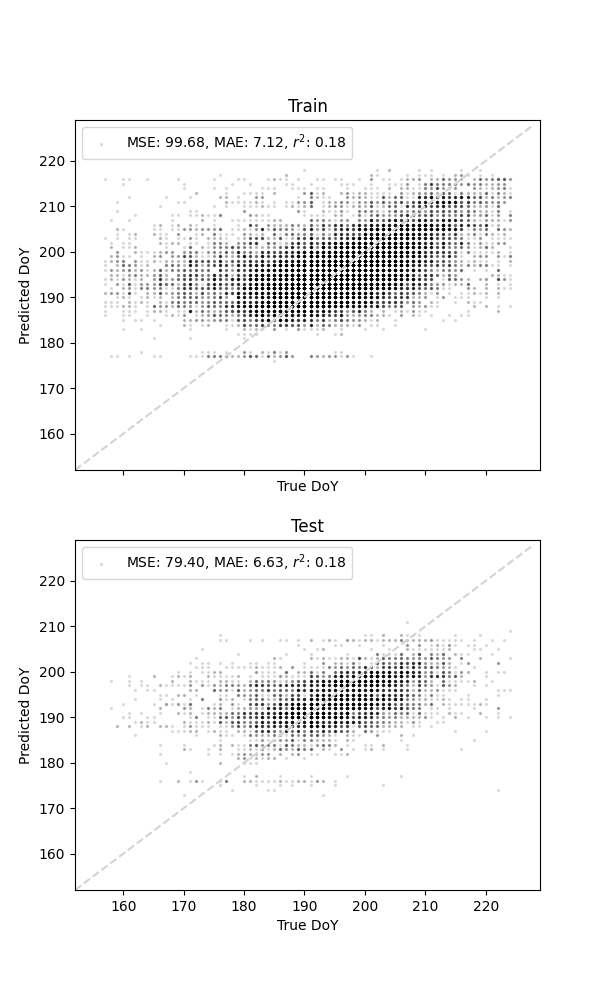 Train
MSE: 99.68, MAE: 7.12, r²: 0.18
220
210
200
190
180
170
160
Predicted DoY
True DoY
Test
MSE: 79.40, MAE: 6.63, r²: 0.18
220
210
200
190
180
170
160
Predicted DoY
160 170 180 190 200 210 220
True DoY